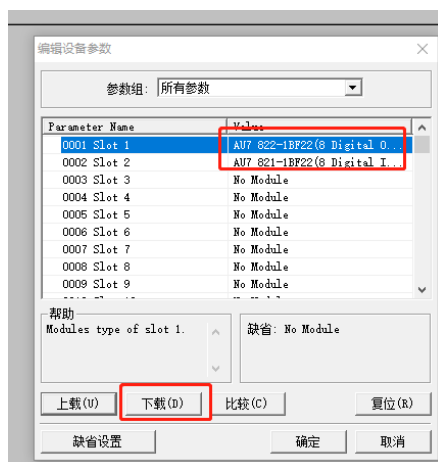 编辑设备参数
参数组: 所有参数
Parameter Name Value
0001 Slot 1 AU7 822-1BF22(8 Digital O...
0002 Slot 2 AU7 821-1BF22(8 Digital I...
0003 Slot 3 No Module
0004 Slot 4 No Module
0005 Slot 5 No Module
0006 Slot 6 No Module
0007 Slot 7 No Module
0008 Slot 8 No Module
0009 Slot 9 No Module
帮助
Modules type of slot 1.
缺省: No Module
上载(U) 下载(D) 比较(C) 复位(R)
缺省设置 确定 取消